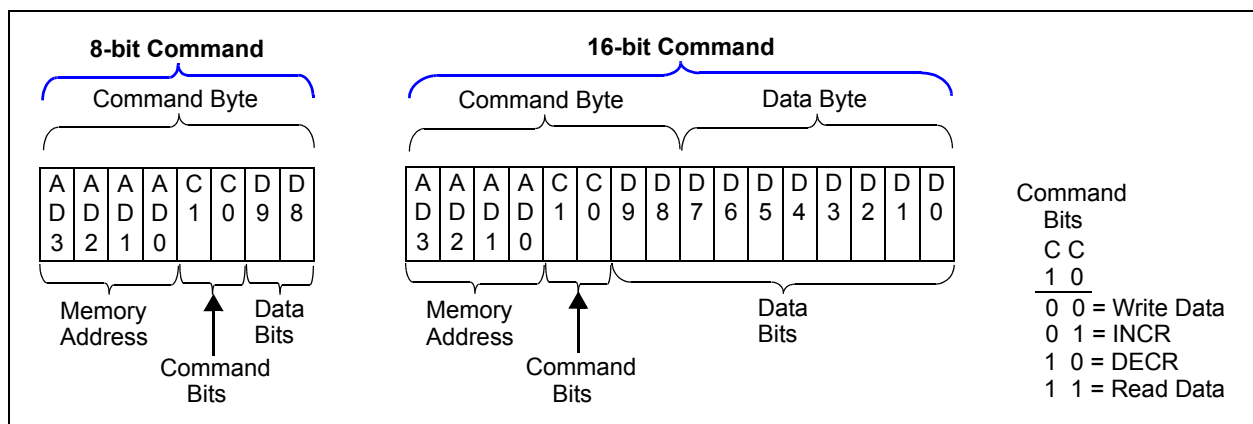 8-bit Command
16-bit Command
Command Byte
Command Byte
Data Byte
A A A A C C D D
D D D D 1 0 9 8
3 2 1 0
A A A A C C D D D D D D D D D D
D D D D 1 0 9 8 7 6 5 4 3 2 1 0
3 2 1 0
Memory
Address
Data
Bits
Command
Bits
Memory
Address
Data
Bits
Command
Bits
Command
Bits
C C
1 0
0 0 = Write Data
0 1 = INCR
1 0 = DECR
1 1 = Read Data